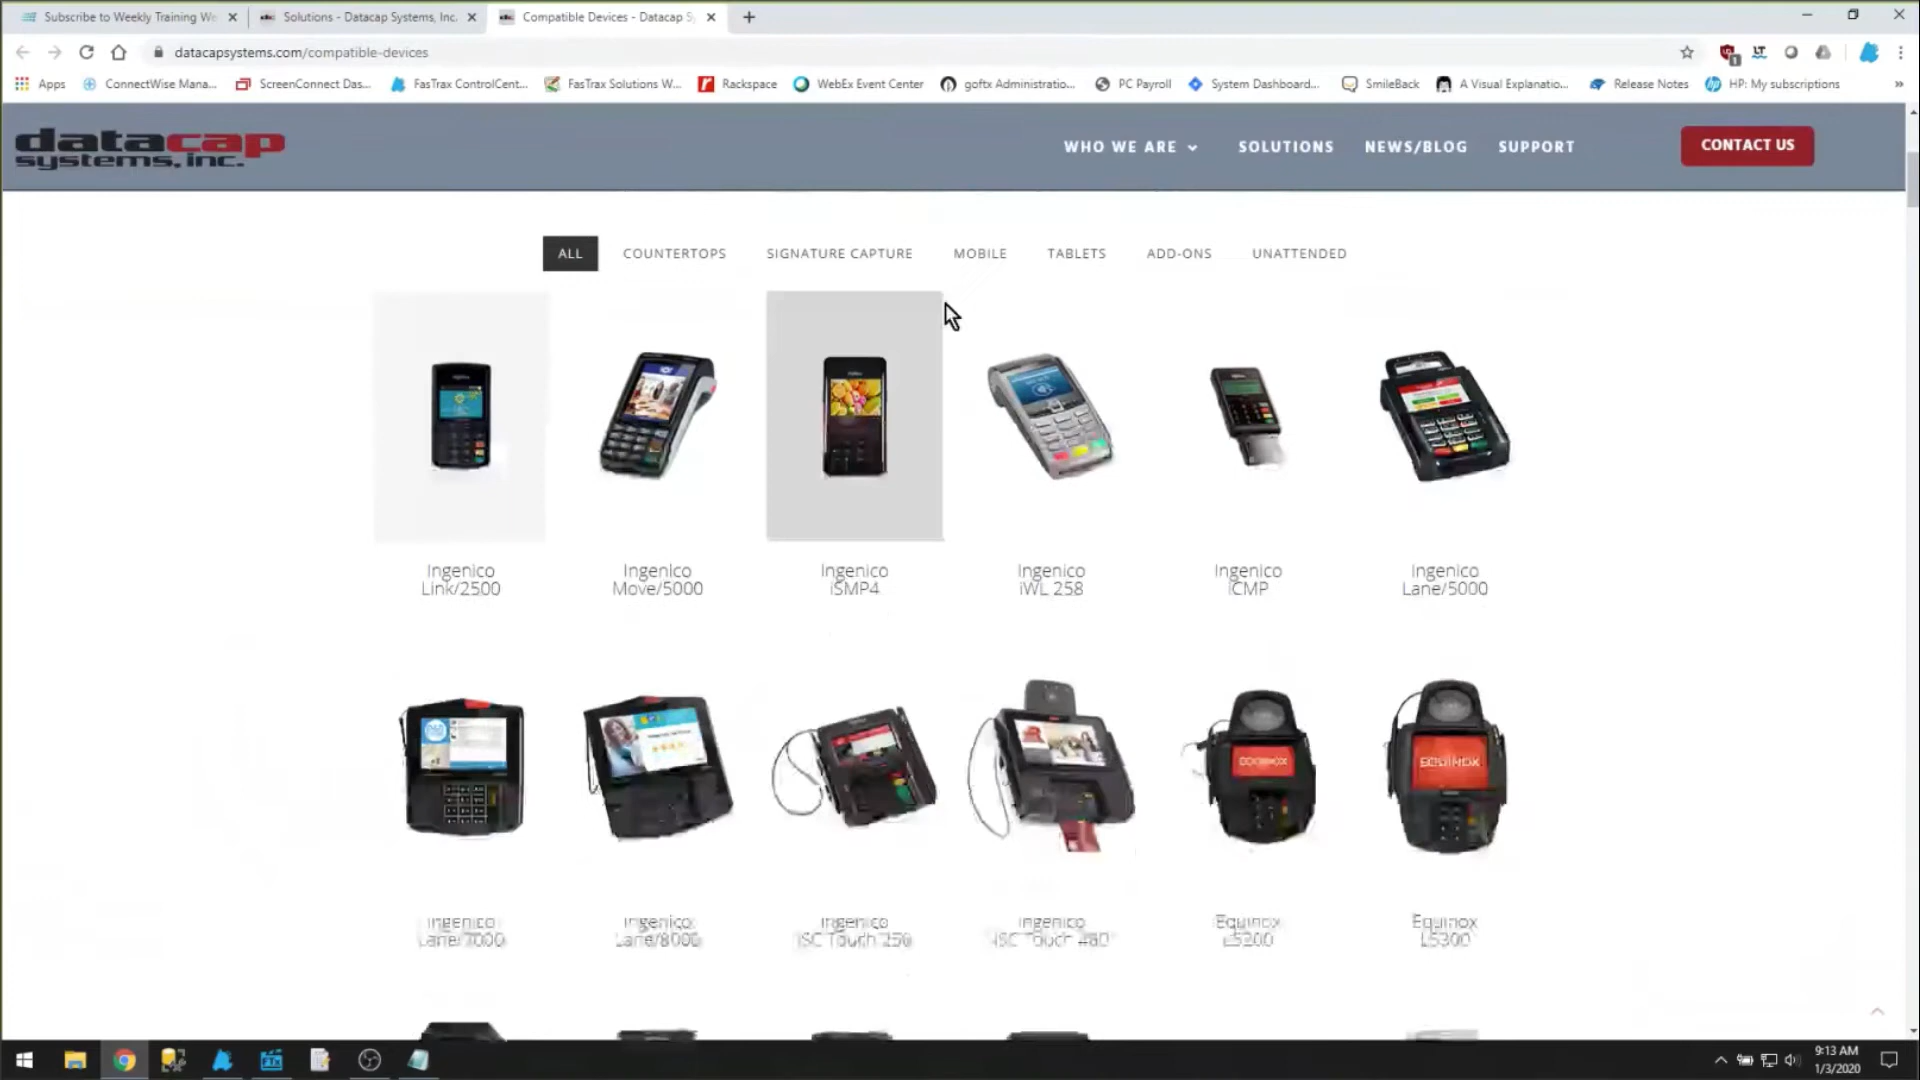 Subscribe to Weekly Training We
Solutions - Datacap Systems, Inc.
Compatible Devices - Datacap S
datacapsystems.com/compatible-devices
Apps
ConnectWise Mana...
ScreenConnect Das...
FasTrax ControlCent...
FasTrax Solutions W...
Rackspace
WebEx Event Center
goftx Administratio...
PC Payroll
System Dashboard...
SmileBack
A Visual Explanatio...
Release Notes
HP: My subscriptions
datacap
systems, inc.
WHO WE ARE
SOLUTIONS
NEWS/BLOG
SUPPORT
CONTACT US
ALL
COUNTERTOPS
SIGNATURE CAPTURE
MOBILE
TABLETS
ADD-ONS
UNATTENDED
Ingenico
Link/2500
Ingenico
Move/5000
Ingenico
iSMP4
Ingenico
iWL 258
Ingenico
iCMP
Ingenico
Lane/5000
EQUINOX
EQUINOX
Ingenico
Lane/7000
Ingenico
Lane/8000
Ingenico
iSC Touch 250
Ingenico
iSC Touch 480
Equinox
L5200
Equinox
L5300
9:13 AM
1/3/2020